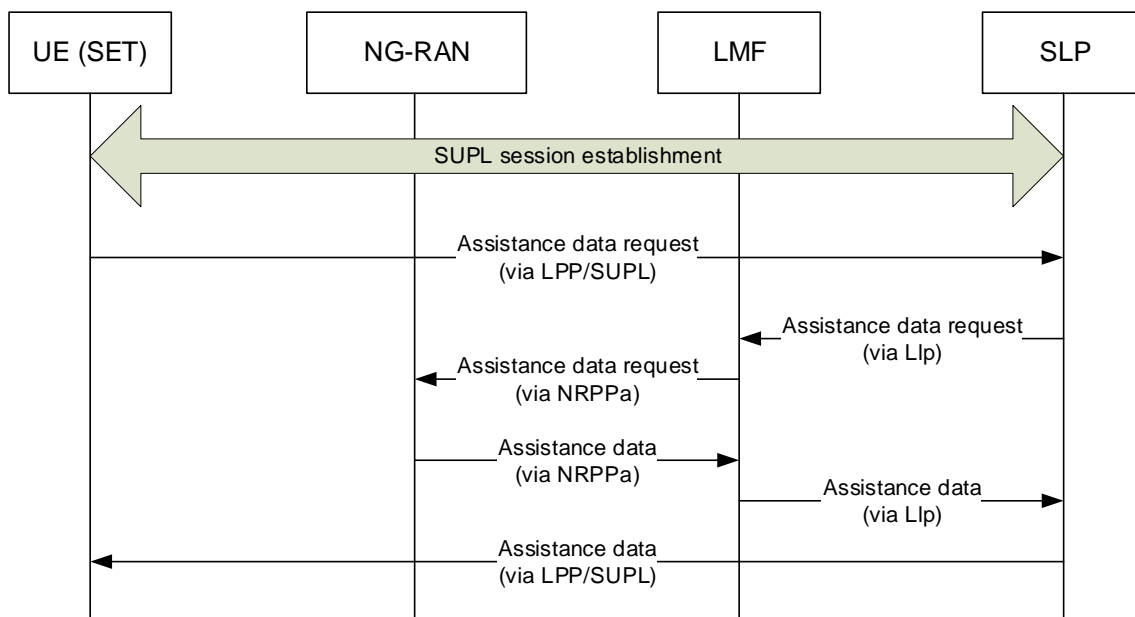 UE (SET)
NG-RAN
LMF
SLP
SUPL session establishment
Assistance data request
(via LPP/SUPL)
Assistance data request
(via Llp)
Assistance data request
(via NRPPa)
Assistance data
(via NRPPa)
Assistance data
(via Llp)
Assistance data
(via LPP/SUPL)